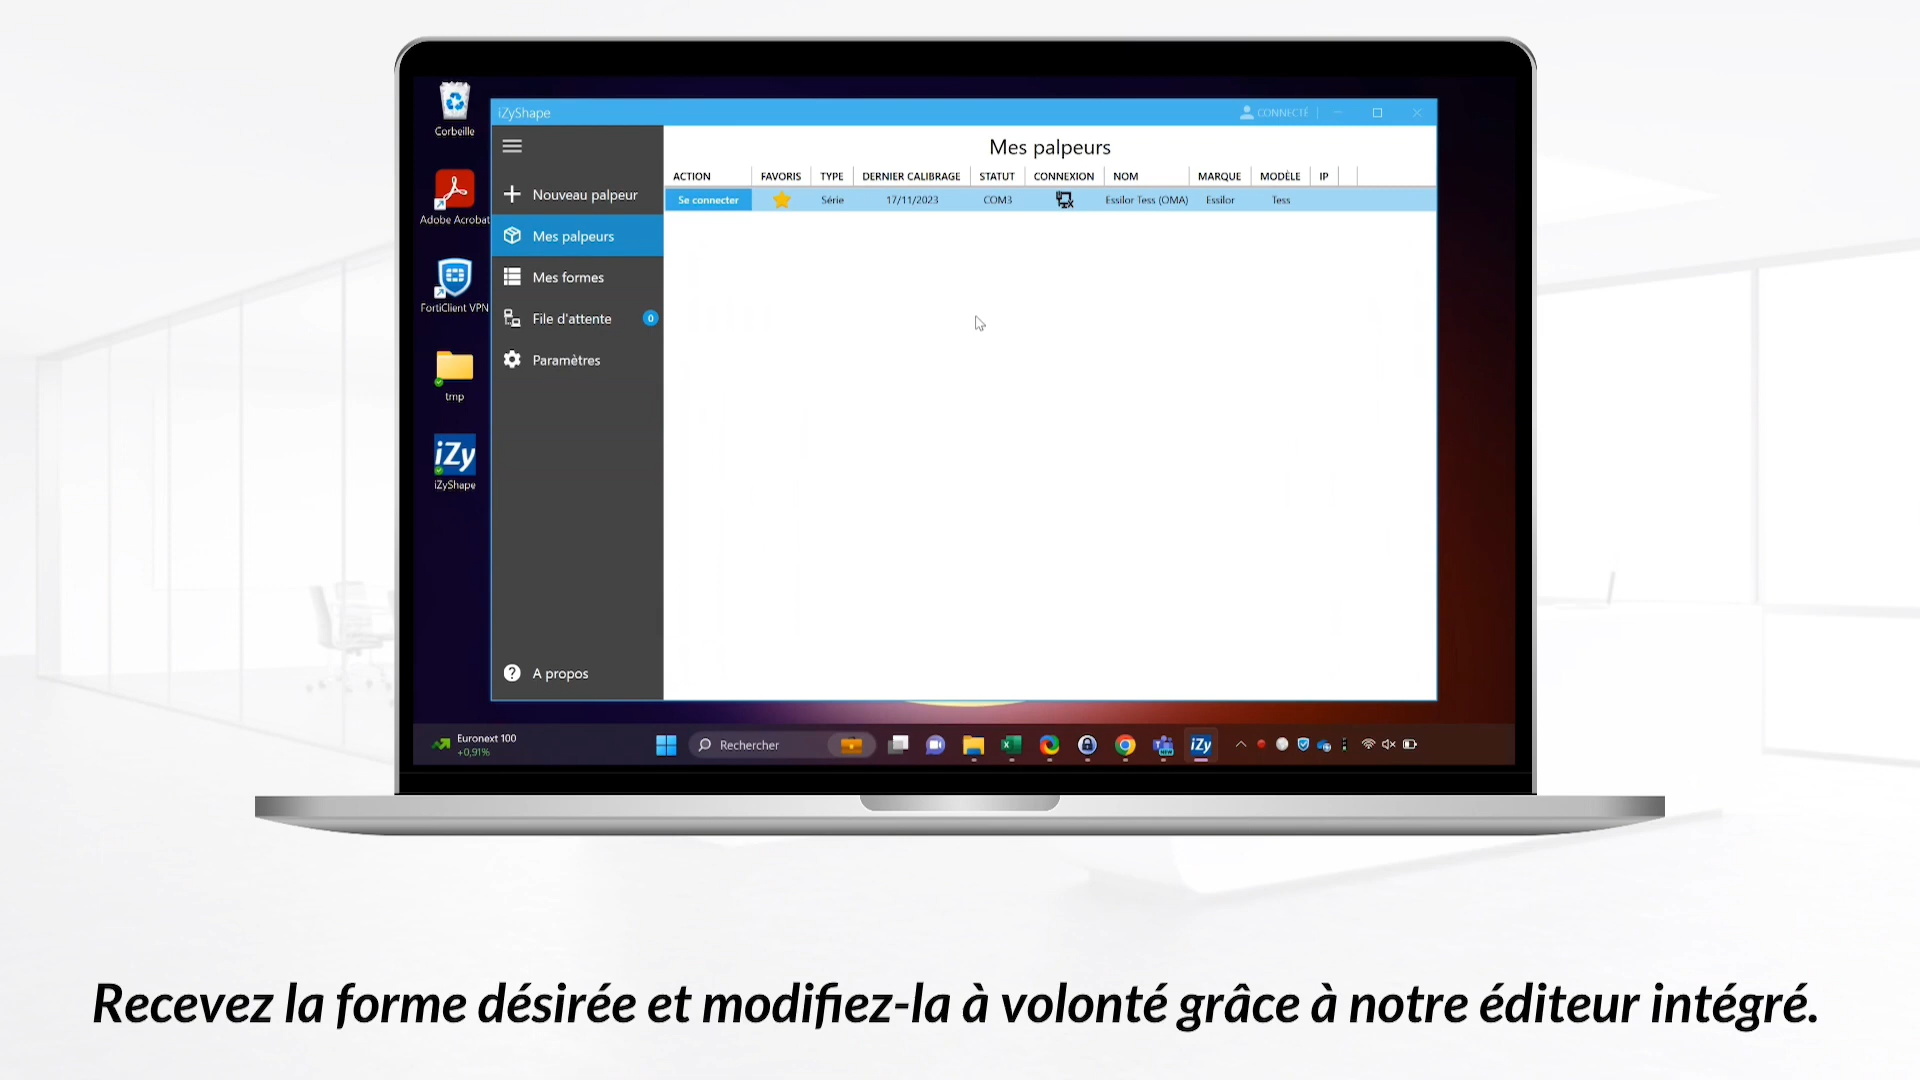 Corbeille
Adobe Acrobat
FortiClient VPN
tmp
iZy
iZyShape
iZyShape
CONNECTÉ
Nouveau palpeur
Mes palpeurs
Mes formes
File d'attente 0
Paramètres
A propos
Mes palpeurs
ACTION FAVORIS TYPE DERNIER CALIBRAGE STATUT CONNEXION NOM MARQUE MODÈLE IP
Se connecter Série 17/11/2023 COM3 Essilor Tess (OMA) Essilor Tess
Euronext 100
+0,91%
Rechercher
iZy
Recevez la forme désirée et modifiez-la à volonté grâce à notre éditeur intégré.